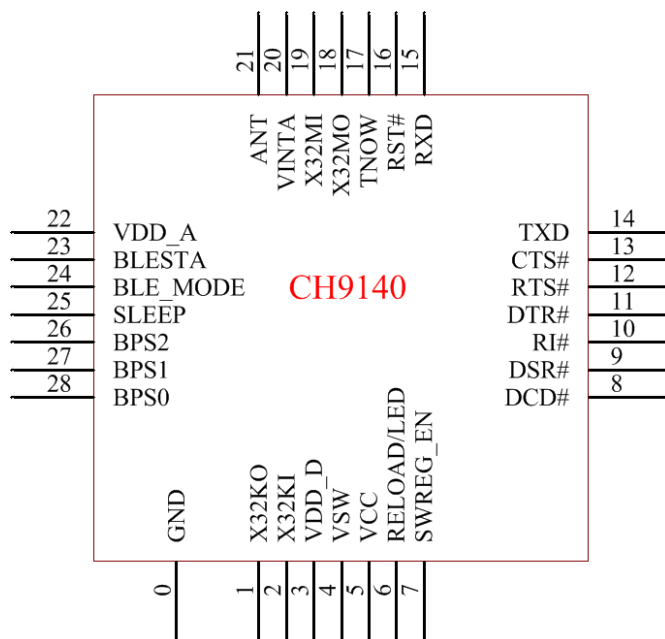 21 20 19 18 17 16 15
ANT VINTA X32MI X32MO TNOW RST# RXD
22 VDD_A TXD 14
23 BLESTA CTS# 13
24 BLE_MODE CH9140 RTS# 12
25 SLEEP DTR# 11
26 BPS2 RI# 10
27 BPS1 DSR# 9
28 BPS0 DCD# 8
GND X32KO X32KI VDD_D VSW VCC RELOAD/LED SWREG_EN
0 1 2 3 4 5 6 7